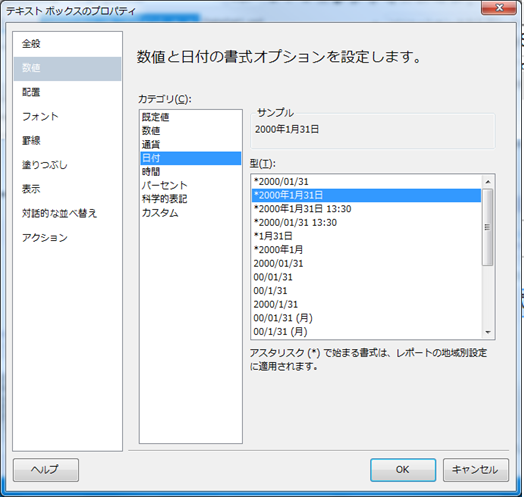 テキスト ボックスのプロパティ
全般
数値
配置
フォント
罫線
塗りつぶし
表示
対話的な並べ替え
アクション
数値と日付の書式オプションを設定します。
カテゴリ(C):
既定値
数値
通貨
日付
時間
パーセント
科学的表記
カスタム
サンプル
2000年1月31日
型(T):
*2000/01/31
*2000年1月31日
*2000年1月31日 13:30
*2000/01/31 13:30
*1月31日
*2000年1月
2000/01/31
00/01/31
00/1/31
2000/1/31
00/01/31 (月)
00/1/31 (月)
アスタリスク (*) で始まる書式は、レポートの地域別設定
に適用されます。
ヘルプ
OK
キャンセル